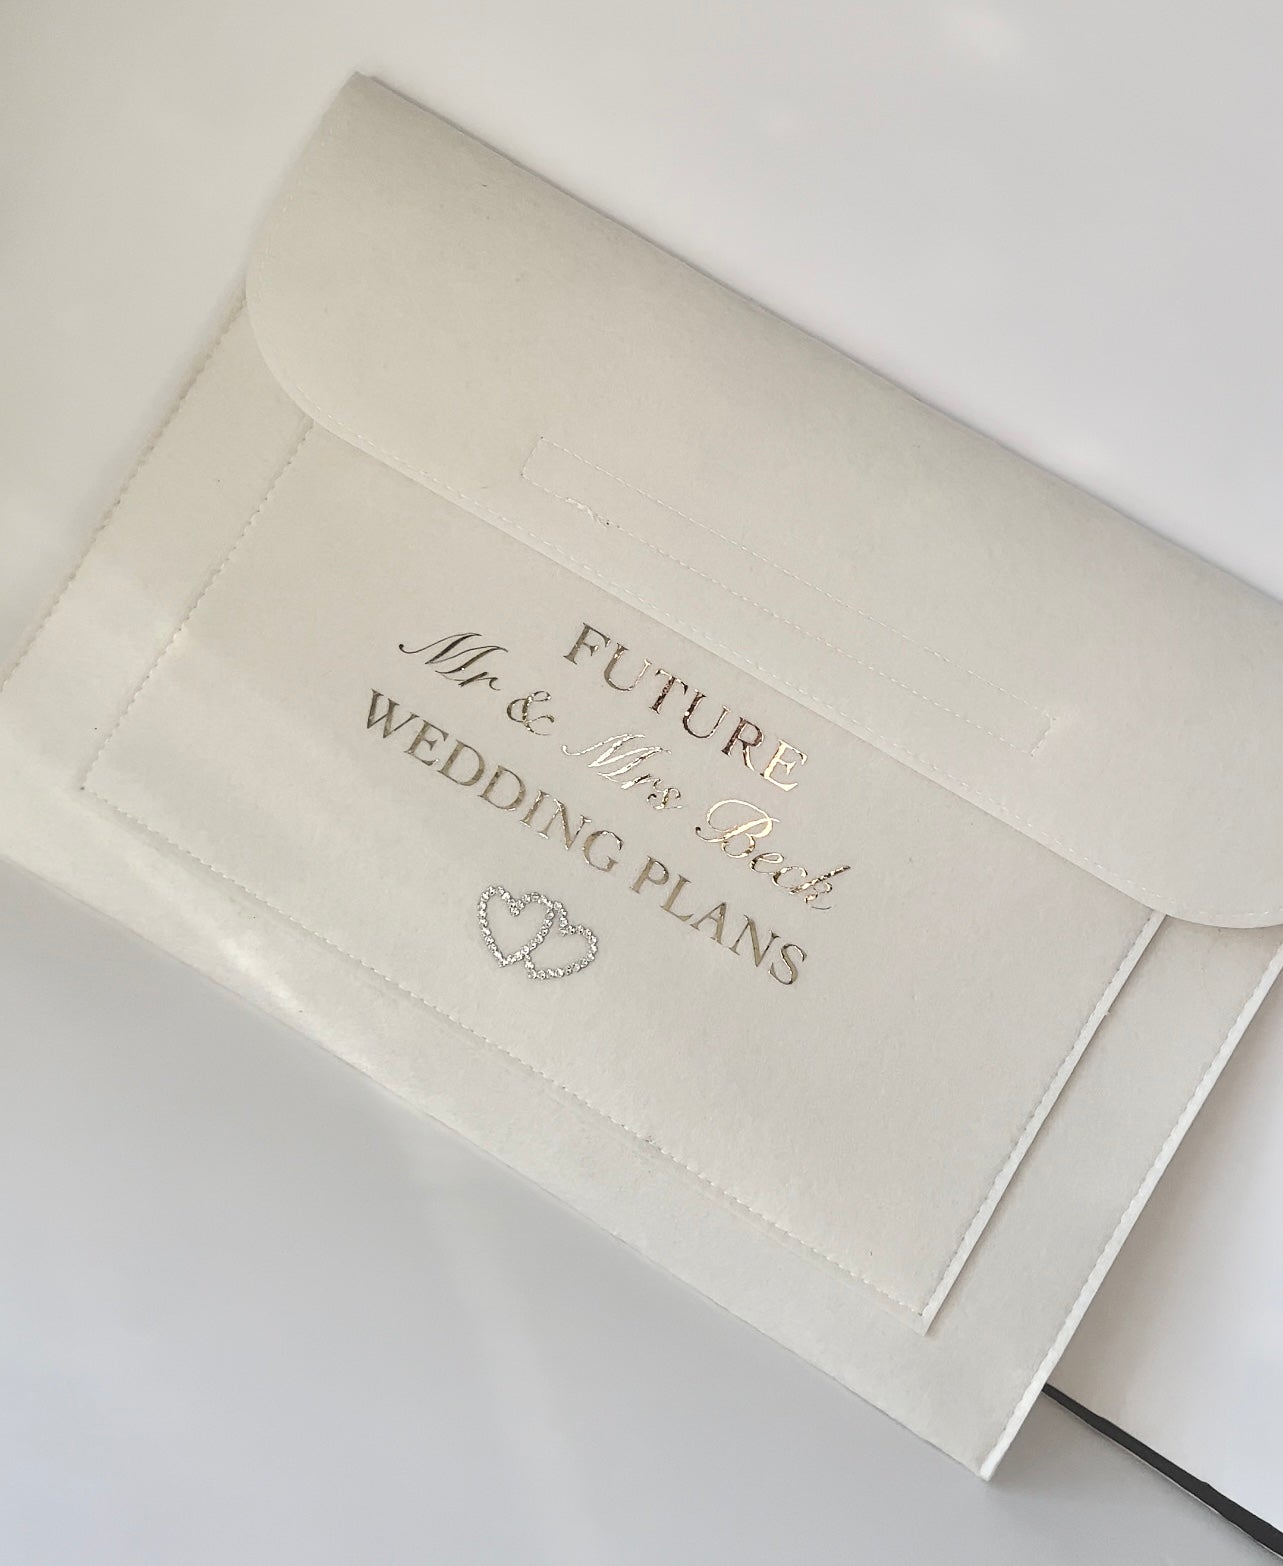 FUTURE
Mr & Mrs Beck
WEDDING PLANS